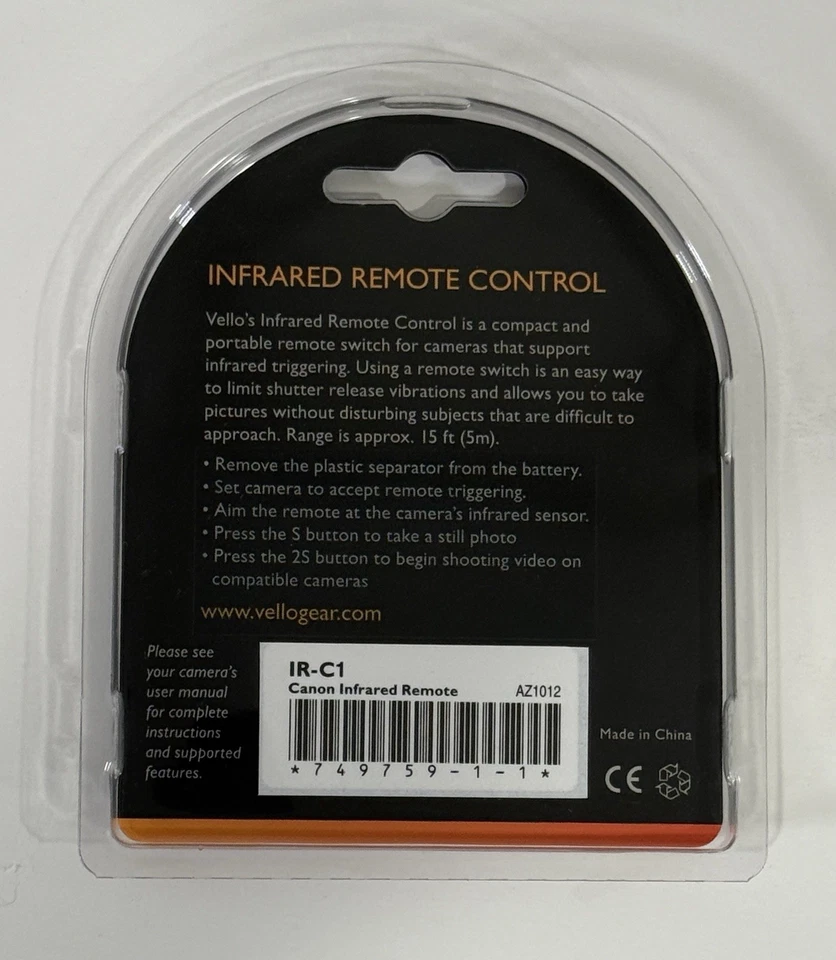 INFRARED REMOTE CONTROL
Vello's Infrared Remote Control is a compact and
portable remote switch for cameras that support
infrared triggering. Using a remote switch is an easy way
to limit shutter release vibrations and allows you to take
pictures without disturbing subjects that are difficult to
approach. Range is approx. 15 ft (5m).
• Remove the plastic separator from the battery.
• Set camera to accept remote triggering.
• Aim the remote at the camera's infrared sensor.
• Press the S button to take a still photo
• Press the 2S button to begin shooting video on
compatible cameras
www.vellogear.com
Please see
your camera's
user manual
for complete
instructions
and supported
features.
IR-C1
Canon Infrared Remote AZ1012
*749759-1-1*
Made in China
CE